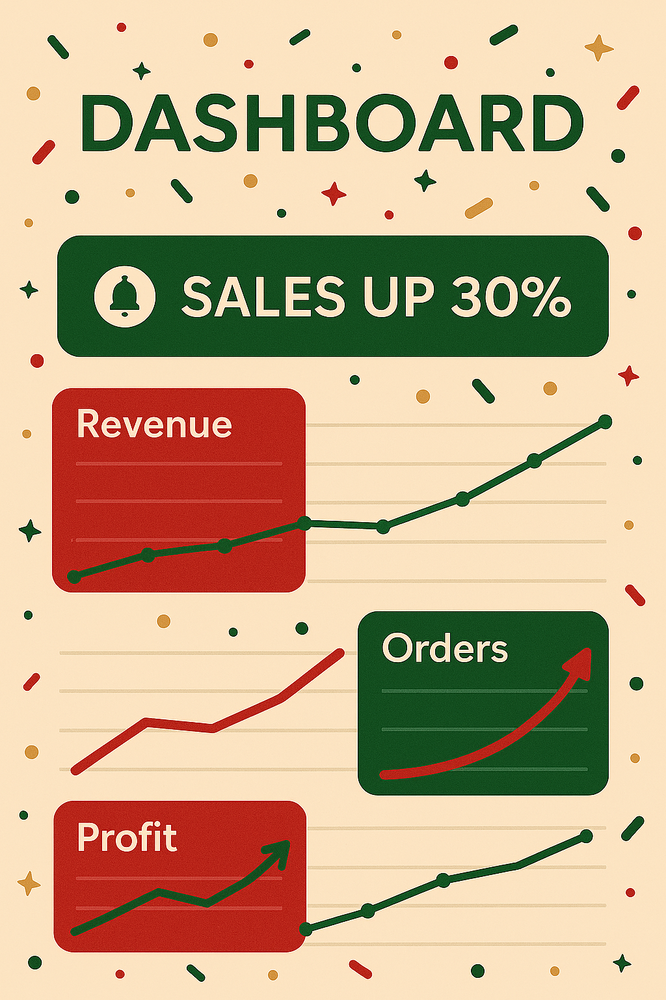 DASHBOARD
SALES UP 30%
Revenue
Orders
Profit